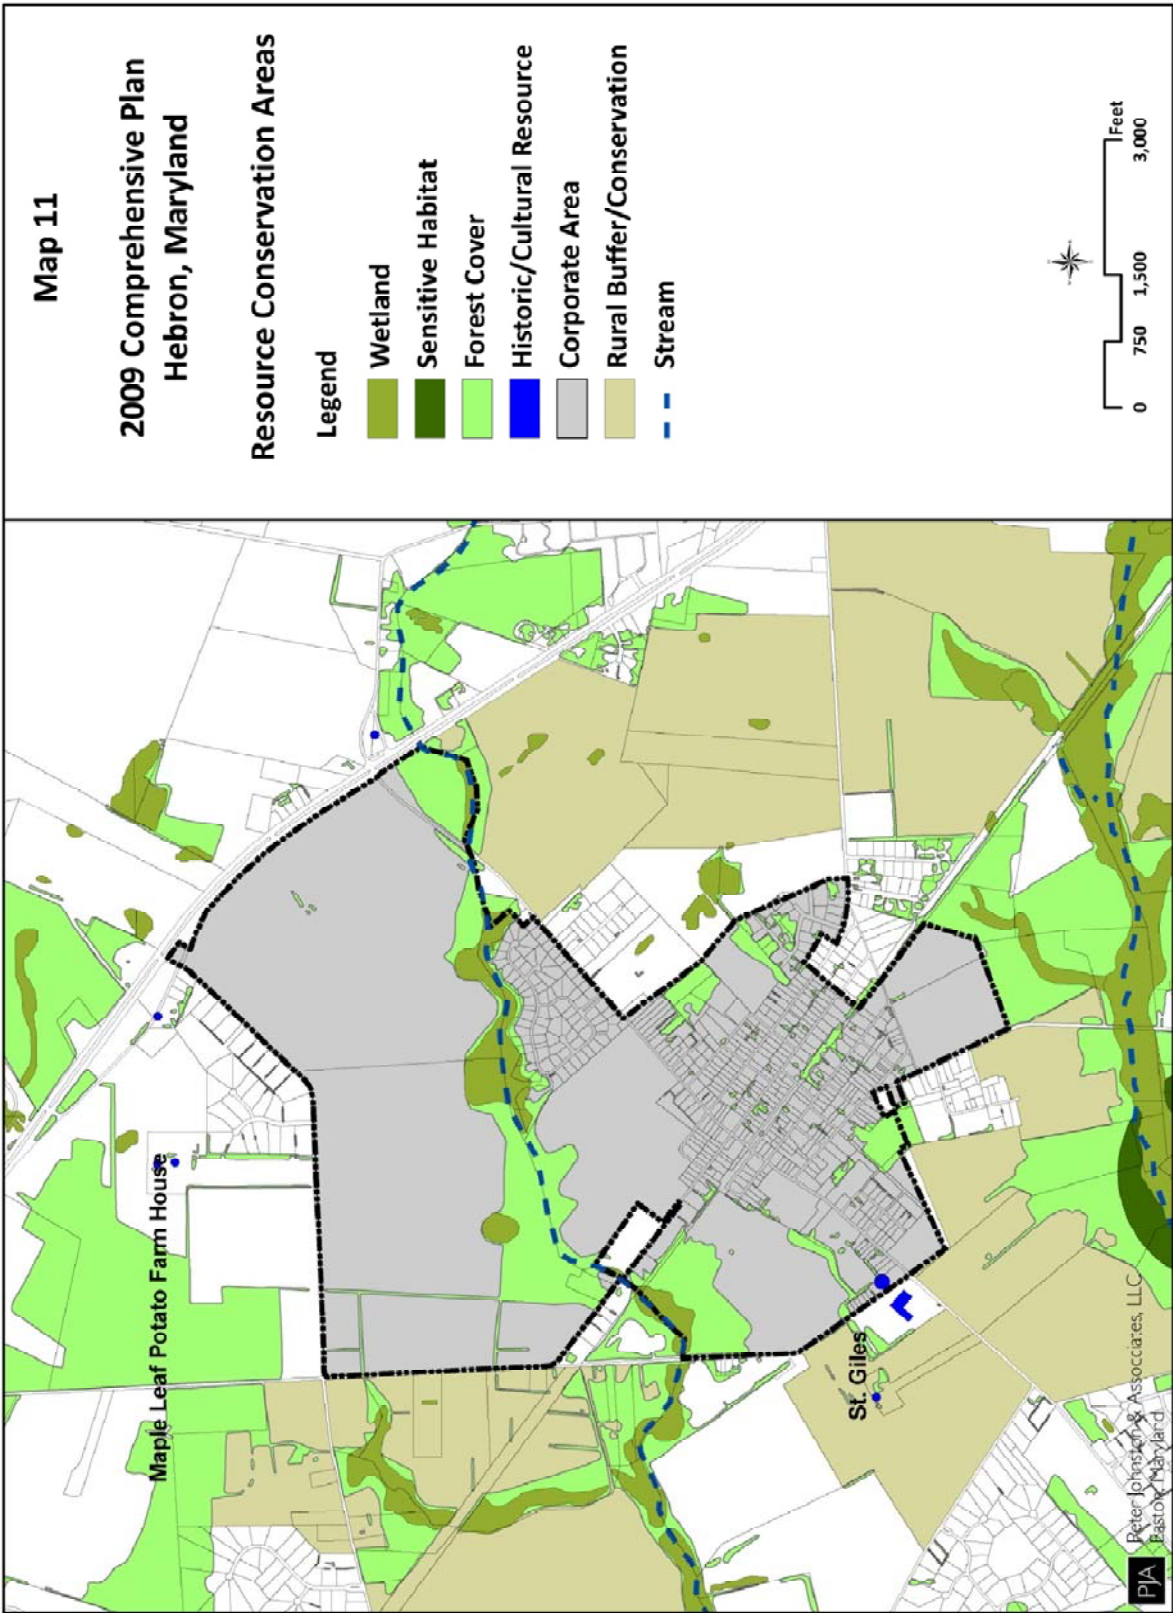 Map 11
2009 Comprehensive Plan
Hebron, Maryland
Resource Conservation Areas
Legend
Wetland
Sensitive Habitat
Forest Cover
Historic/Cultural Resource
Corporate Area
Rural Buffer/Conservation
Stream
Feet
0 750 1,500 3,000
Maple Leaf Potato Farm House
St. Giles
PJA
Peter Johnston & Associates, LLC
Easton, Maryland